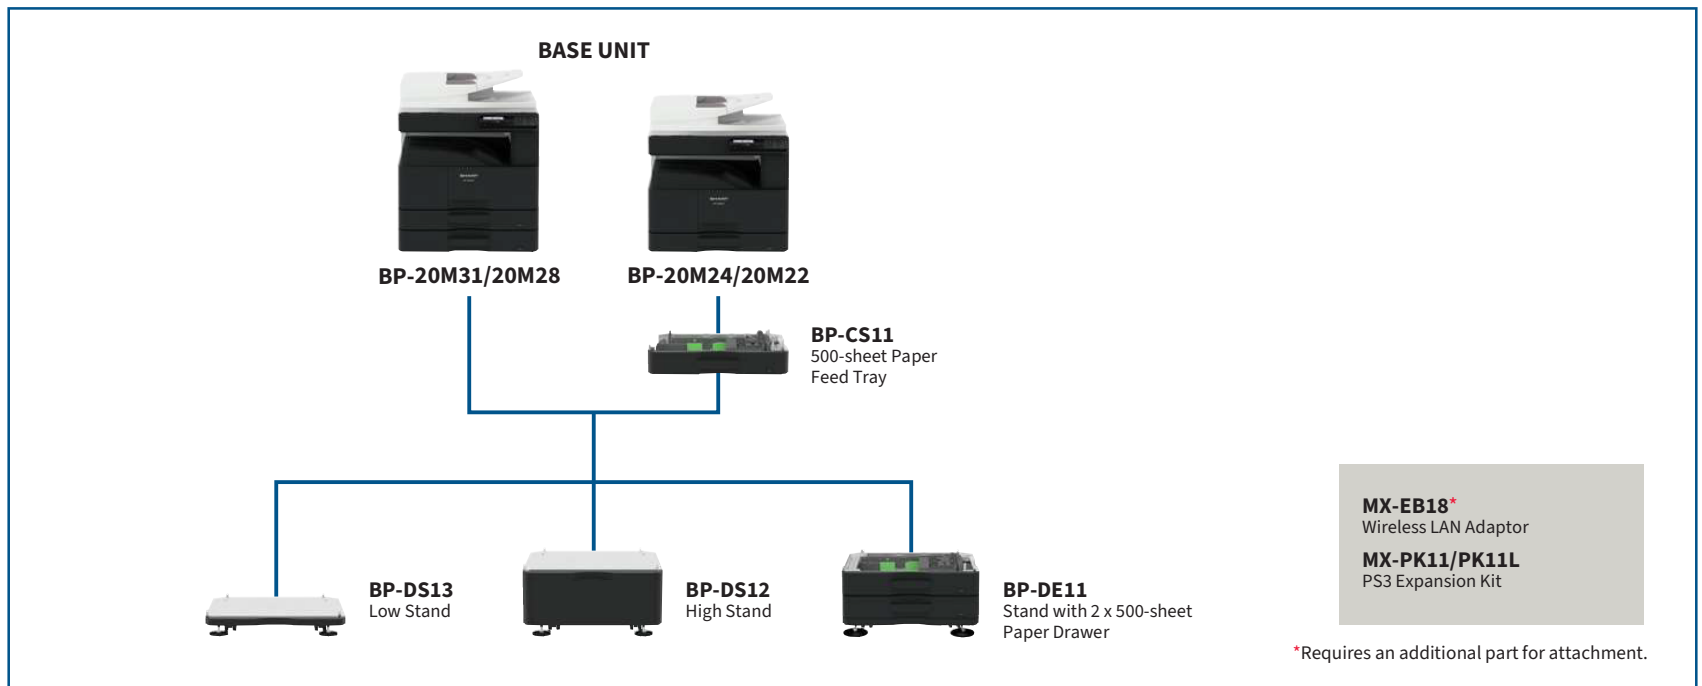 BASE UNIT
BP-20M31/20M28
BP-20M24/20M22
BP-CS11
500-sheet Paper
Feed Tray
BP-DS13
Low Stand
BP-DS12
High Stand
BP-DE11
Stand with 2 x 500-sheet
Paper Drawer
MX-EB18*
Wireless LAN Adaptor
MX-PK11/PK11L
PS3 Expansion Kit
*Requires an additional part for attachment.